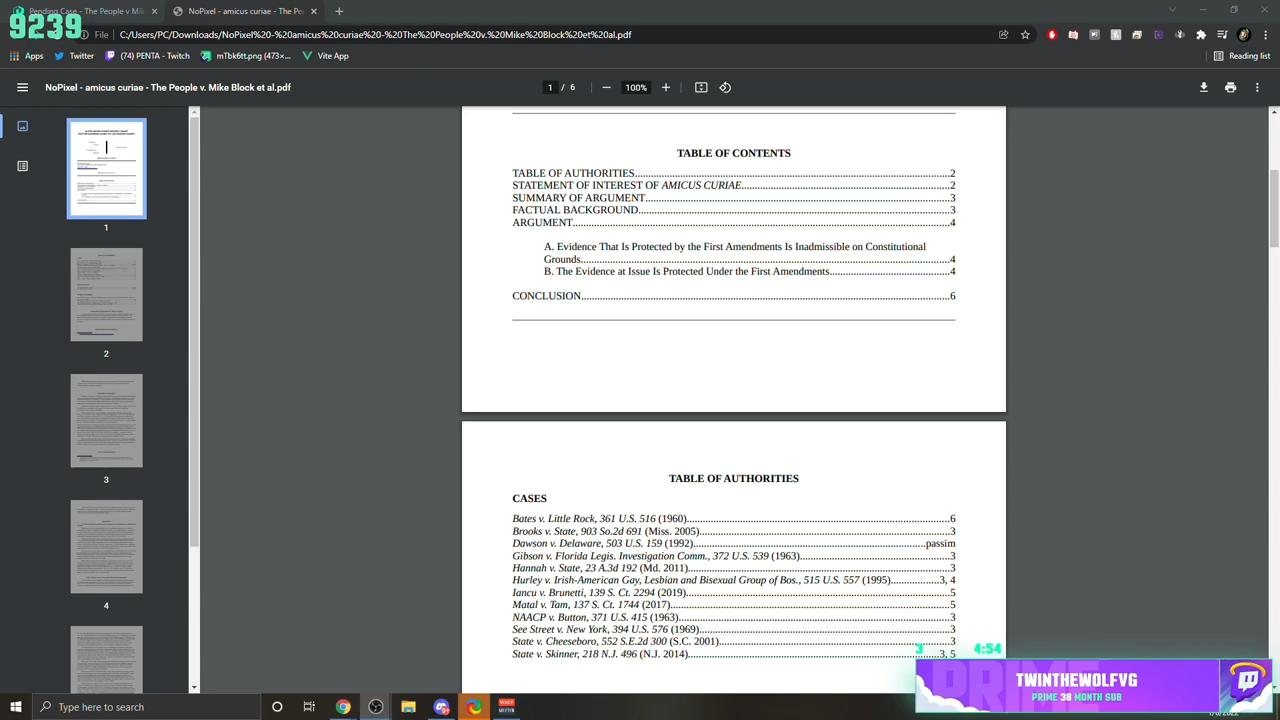 Pending Case - The People v Mik
NoPixel - amicus curiae - The Pe
9239
File
C:/Users/PC/Downloads/NoPixel%20-%20amicus%20curiae%20-%20The%20People%20v.%20Mike%20Block%20et%20al.pdf
Apps
Twitter
(74) PENTA - Twitch
mTbk6tt.png (473×...
Vite App
Reading list
NoPixel - amicus curiae - The People v. Mike Block et al.pdf
1 / 6
100%
TABLE OF CONTENTS
TABLE OF AUTHORITIES...2
STATEMENT OF INTEREST OF AMICUS CURIAE...2
SUMMARY OF ARGUMENT...3
FACTUAL BACKGROUND...3
ARGUMENT...4
A. Evidence That Is Protected by the First Amendments Is Inadmissible on Constitutional
Grounds...4
B. The Evidence at Issue Is Protected Under the First Amendments...4
CONCLUSION...6
TABLE OF AUTHORITIES
CASES
Bates v. Little Rock, 361 U.S. 516 (1960)...6
Brooks v. State, 903 So.2d 691 (Miss. 2005)...3
Dawson v. Delaware, 503 U.S. 159 (1992)...passim
Gibson v. Florida Legis. Investigation Comm., 372 U.S. 539 (1963)...3
Hannah v. State, 23 A.3d 192 (Md. 2011)...3
Hurley v. Irish-American Gay, Lesbian and Bisexual Group of Bos., 515 U.S. 557 (1995)...3, 4
Iancu v. Brunetti, 139 S. Ct. 2294 (2019)...5
Matal v. Tam, 137 S. Ct. 1744 (2017)...5
NAACP v. Button, 371 U.S. 415 (1963)...3
See Street v. New York, 394 U.S. 576 (1969)...3
State v. Cheeseboro, 552 S.E.2d 300 (S.C. 2001)...3
State v. Skinner, 218 N.J. 496 (N.J. 2014)...3, 5
1
2
3
4
3
4:54
TWINTHEWOLFVG
PRIME 38 MONTH SUB
Type here to search